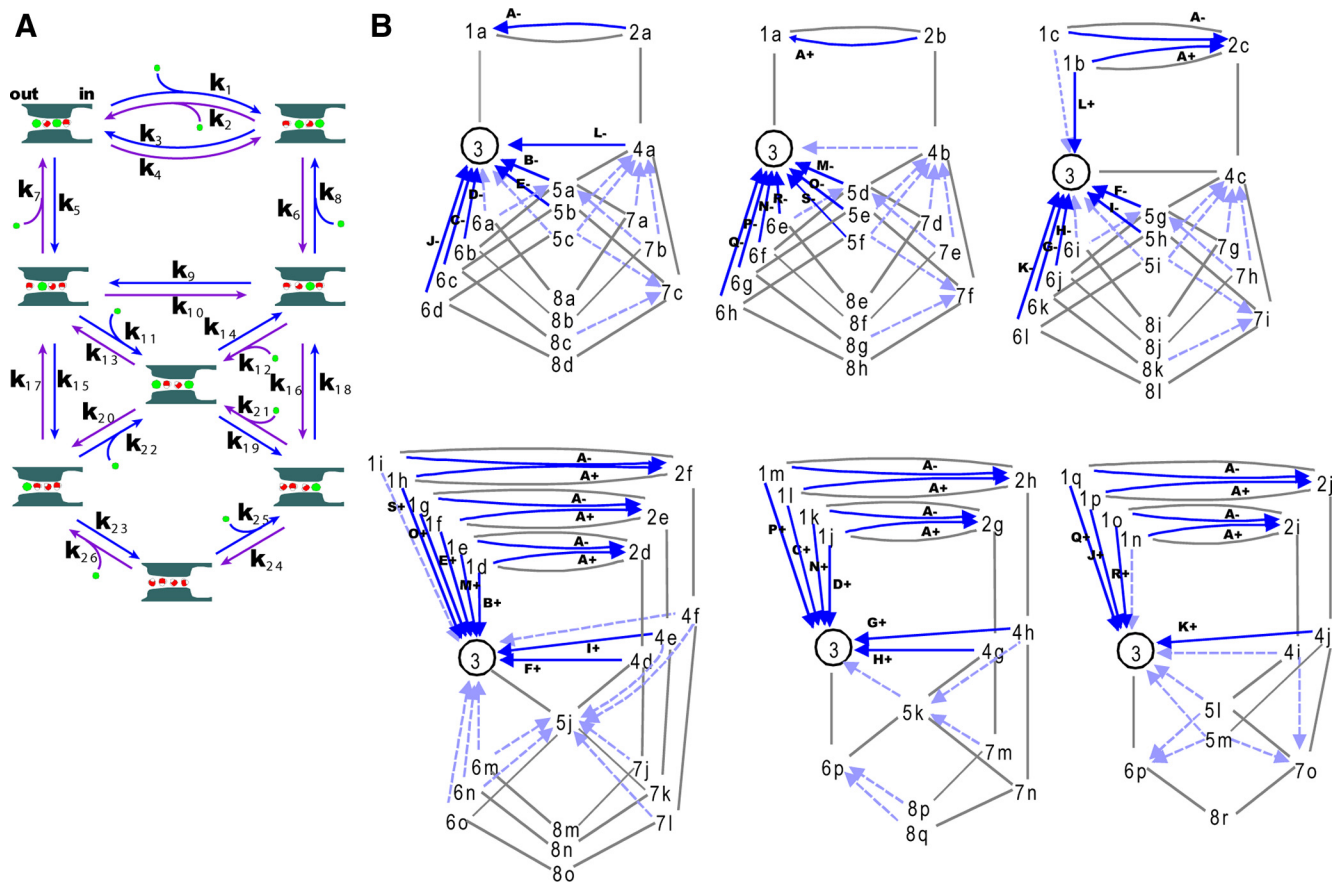 A
out in
k1
k2
k3
k4
k7
k5
k6
k8
k9
k10
k11
k14
k13
k12
k17
k15
k16
k18
k20
k21
k22
k19
k23
k25
k26
k24
B
1a A- 2a
3
L- 4a
B-
E- 5a
D- 5b
C- 6a 5c 7a
J- 6b 7b
6c 7c
6d 8a
8b
8c
8d
1a A+ 2b
3
4b
M-
O- 5d
S- 5e
R- 5f
N- 6e 7d
P- 6f 7e
Q- 6g 7f
6h 8e
8f
8g
8h
1c A- 2c
1b A+
L+
3 4c
F- 5g
I- 5h
H- 6i 5i 7g
G- 6j 7h
K- 6k 7i
6l 8i
8j
8k
8l
1i A- 2f
1h A+
S+ 1g A- 2e
O+ 1f A+
E+ 1e A- 2d
M+ 1d A+
B+
4f
3 I+ 4e
F+ 4d
5j
6m 7j
6n 7k
6o 7l
8m
8n
8o
1m A- 2h
1l A+
P+ 1k A- 2g
C+ 1j A+
N+
D+
G+ 4h
3 H+ 4g
5k
6p 7m
7n
8p
8q
1q A- 2j
1p A+
Q+ 1o A- 2i
J+ 1n A+
R+
K+ 4j
3 4i
5l
5m
6p 7o
8r